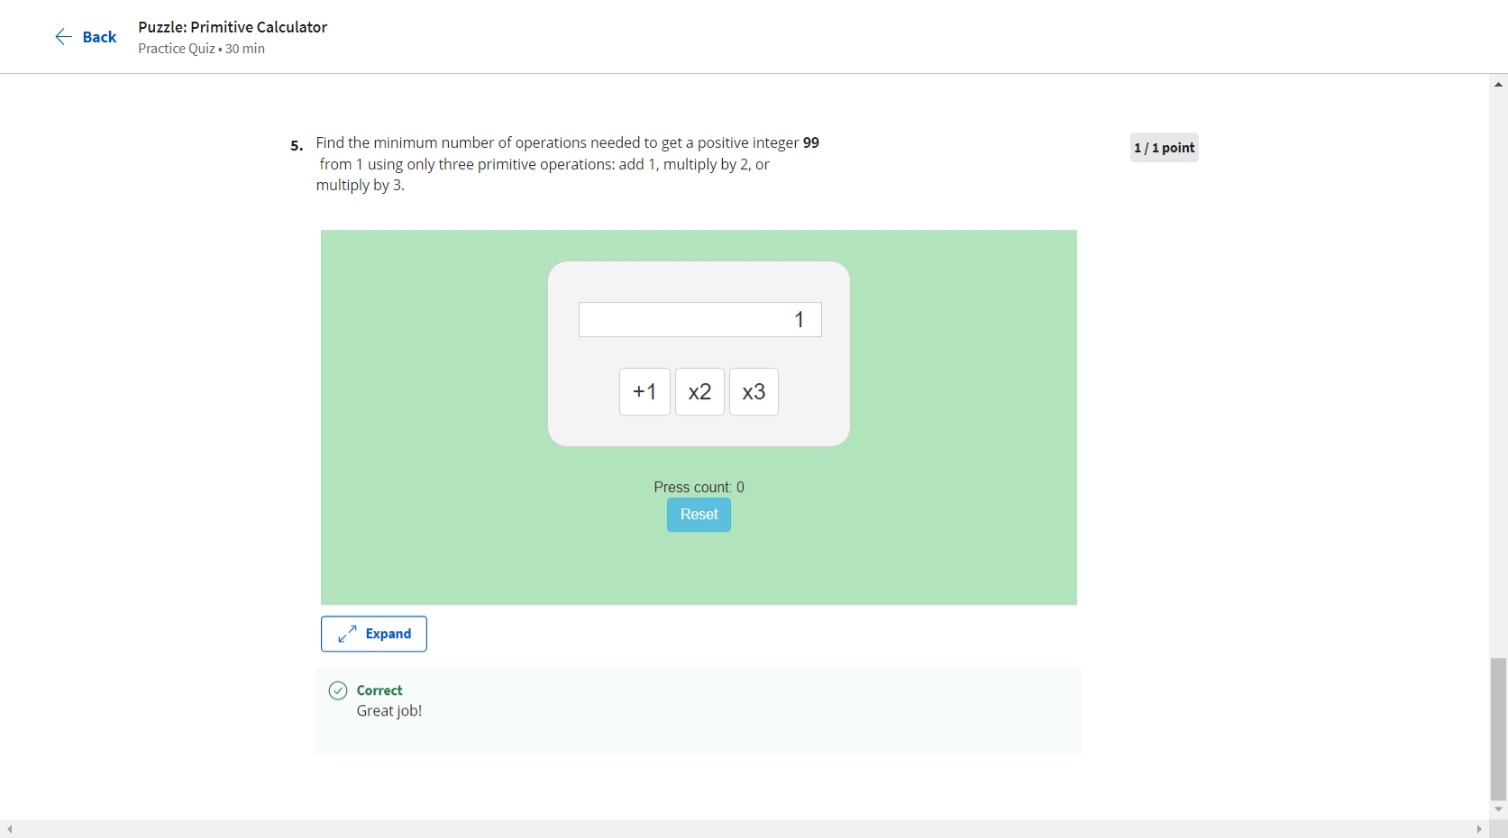 Back
Puzzle: Primitive Calculator
Practice Quiz • 30 min
5. Find the minimum number of operations needed to get a positive integer 99
from 1 using only three primitive operations: add 1, multiply by 2, or
multiply by 3.
1 / 1 point
1
+1 x2 x3
Press count: 0
Reset
Expand
Correct
Great job!